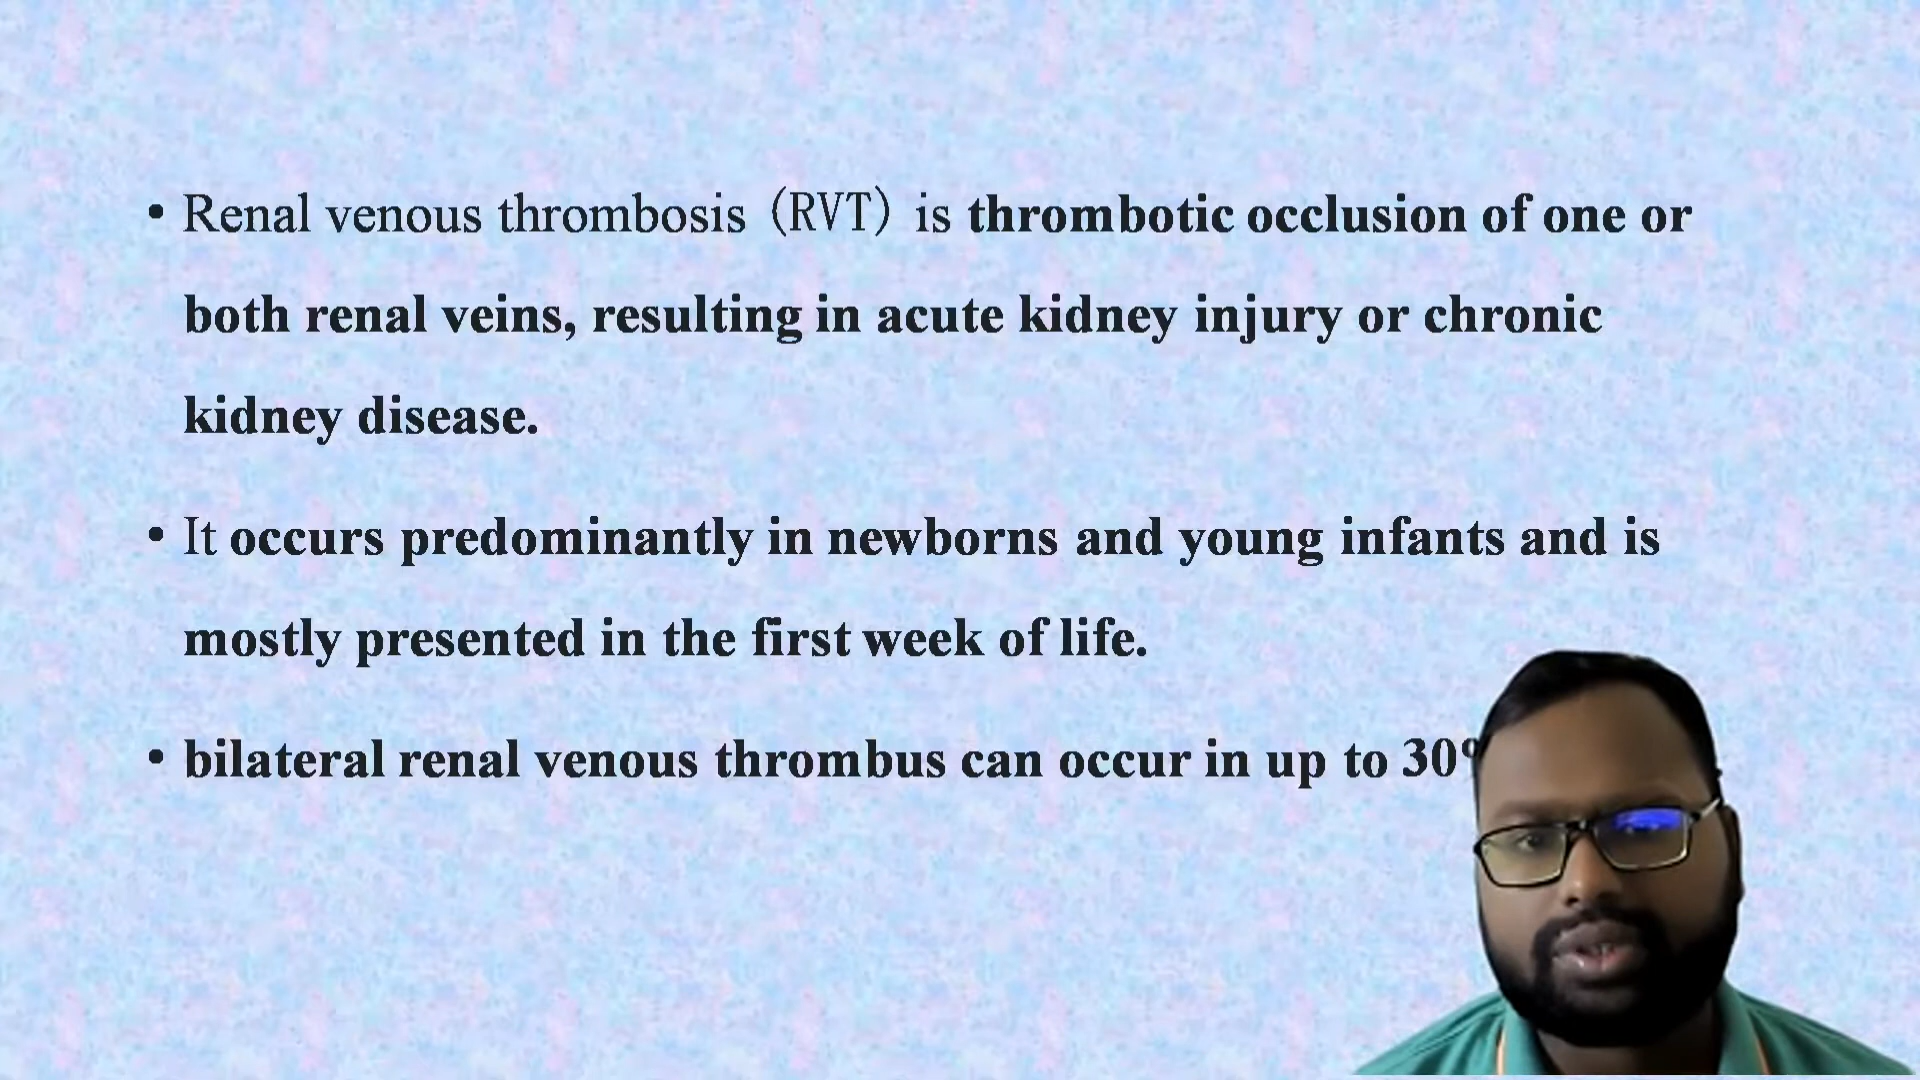 • Renal venous thrombosis (RVT) is thrombotic occlusion of one or
both renal veins, resulting in acute kidney injury or chronic
kidney disease.
• It occurs predominantly in newborns and young infants and is
mostly presented in the first week of life.
• bilateral renal venous thrombus can occur in up to